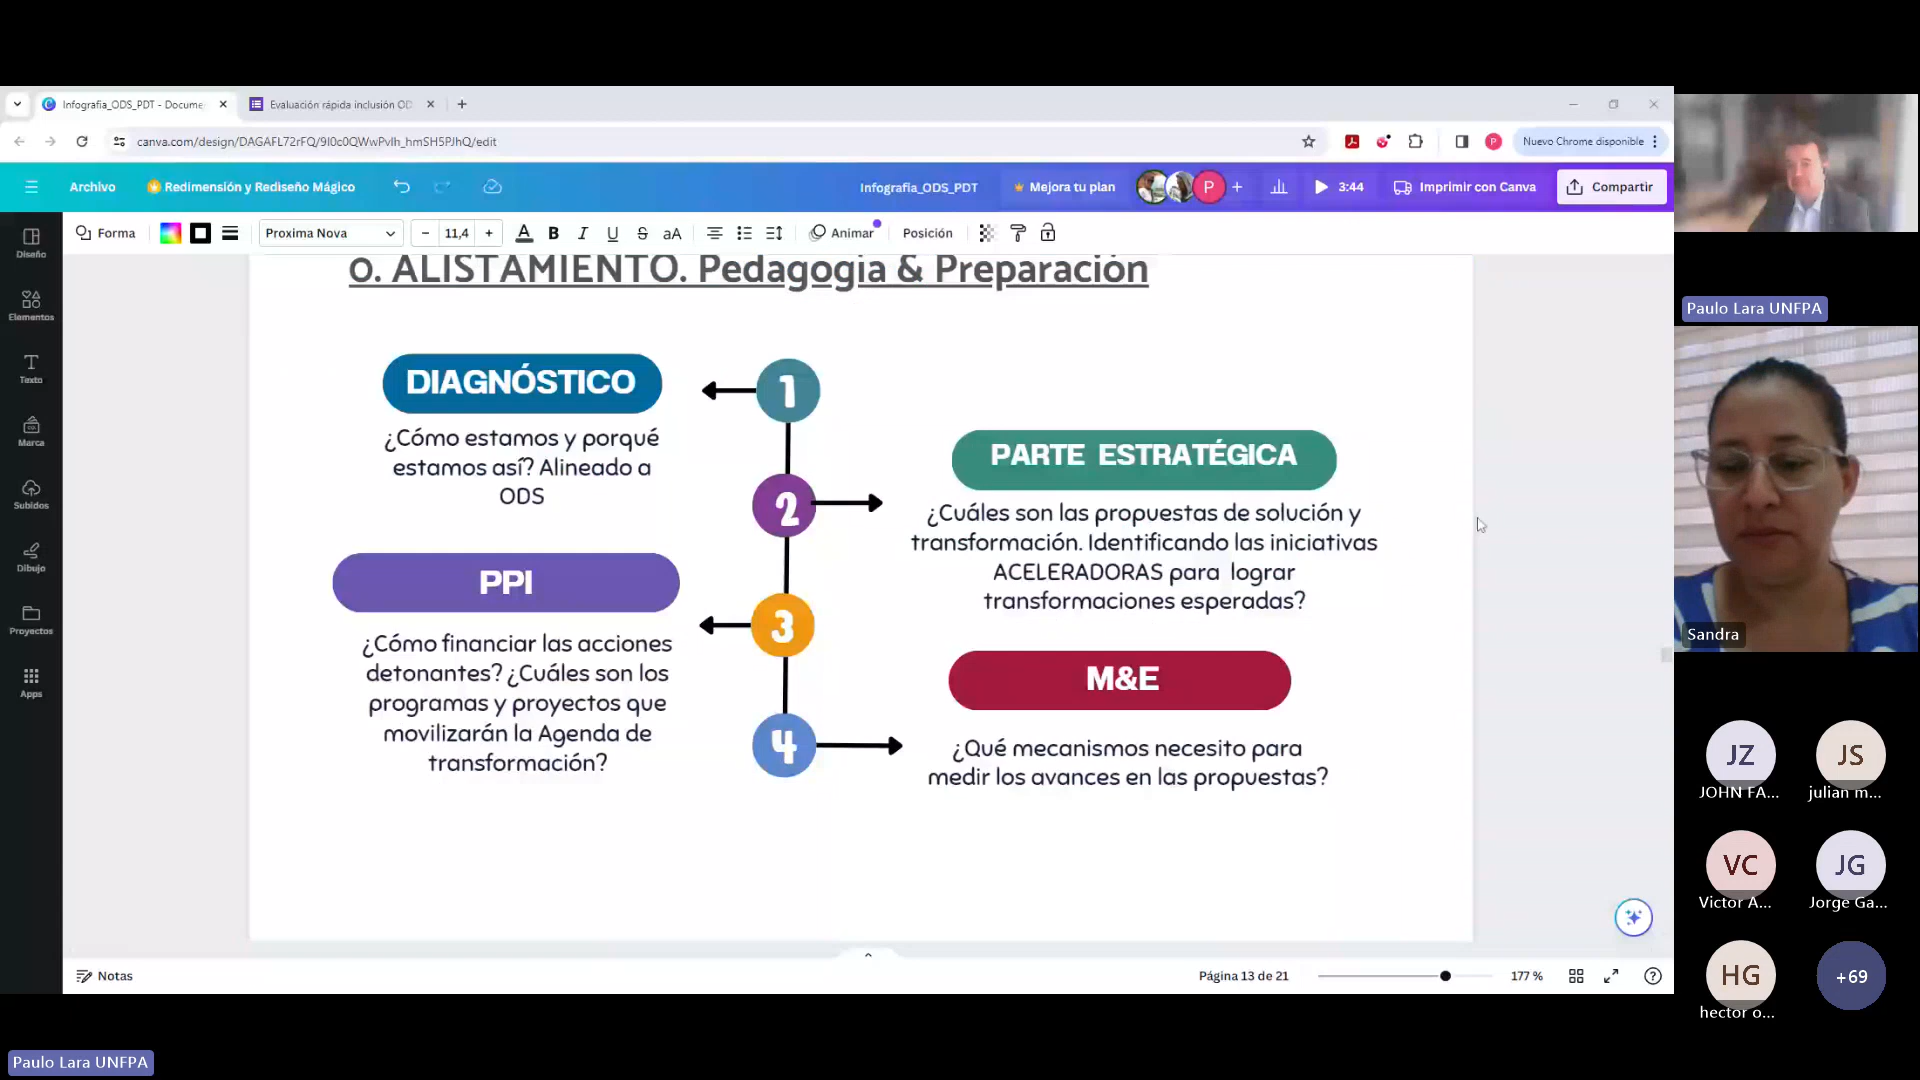 Infografia_ODS_PDT - Docume
Evaluación rápida inclusión OD
canva.com/design/DAGAFL72rFQ/9I0c0QWwPvIh_hmSH5PJhQ/edit
Nuevo Chrome disponible
Archivo
Redimensión y Rediseño Mágico
Infografia_ODS_PDT
Mejora tu plan
P
3:44
Imprimir con Canva
Compartir
Forma
Proxima Nova
11,4
Animar
Posición
Diseño
Elementos
Texto
Marca
Subidos
Dibujo
Proyectos
Apps
0. ALISTAMIENTO. Pedagogia & Preparación
DIAGNÓSTICO
1
¿Cómo estamos y porqué
estamos así? Alineado a
ODS
2
PARTE ESTRATÉGICA
¿Cuáles son las propuestas de solución y
transformación. Identificando las iniciativas
ACELERADORAS para lograr
transformaciones esperadas?
PPI
3
¿Cómo financiar las acciones
detonantes? ¿Cuáles son los
programas y proyectos que
movilizarán la Agenda de
transformación?
M&E
4
¿Qué mecanismos necesito para
medir los avances en las propuestas?
Notas
Página 13 de 21
177 %
Paulo Lara UNFPA
Sandra
JZ
JOHN FA...
JS
julian m...
VC
Victor A...
JG
Jorge Ga...
HG
hector o...
+69
Paulo Lara UNFPA